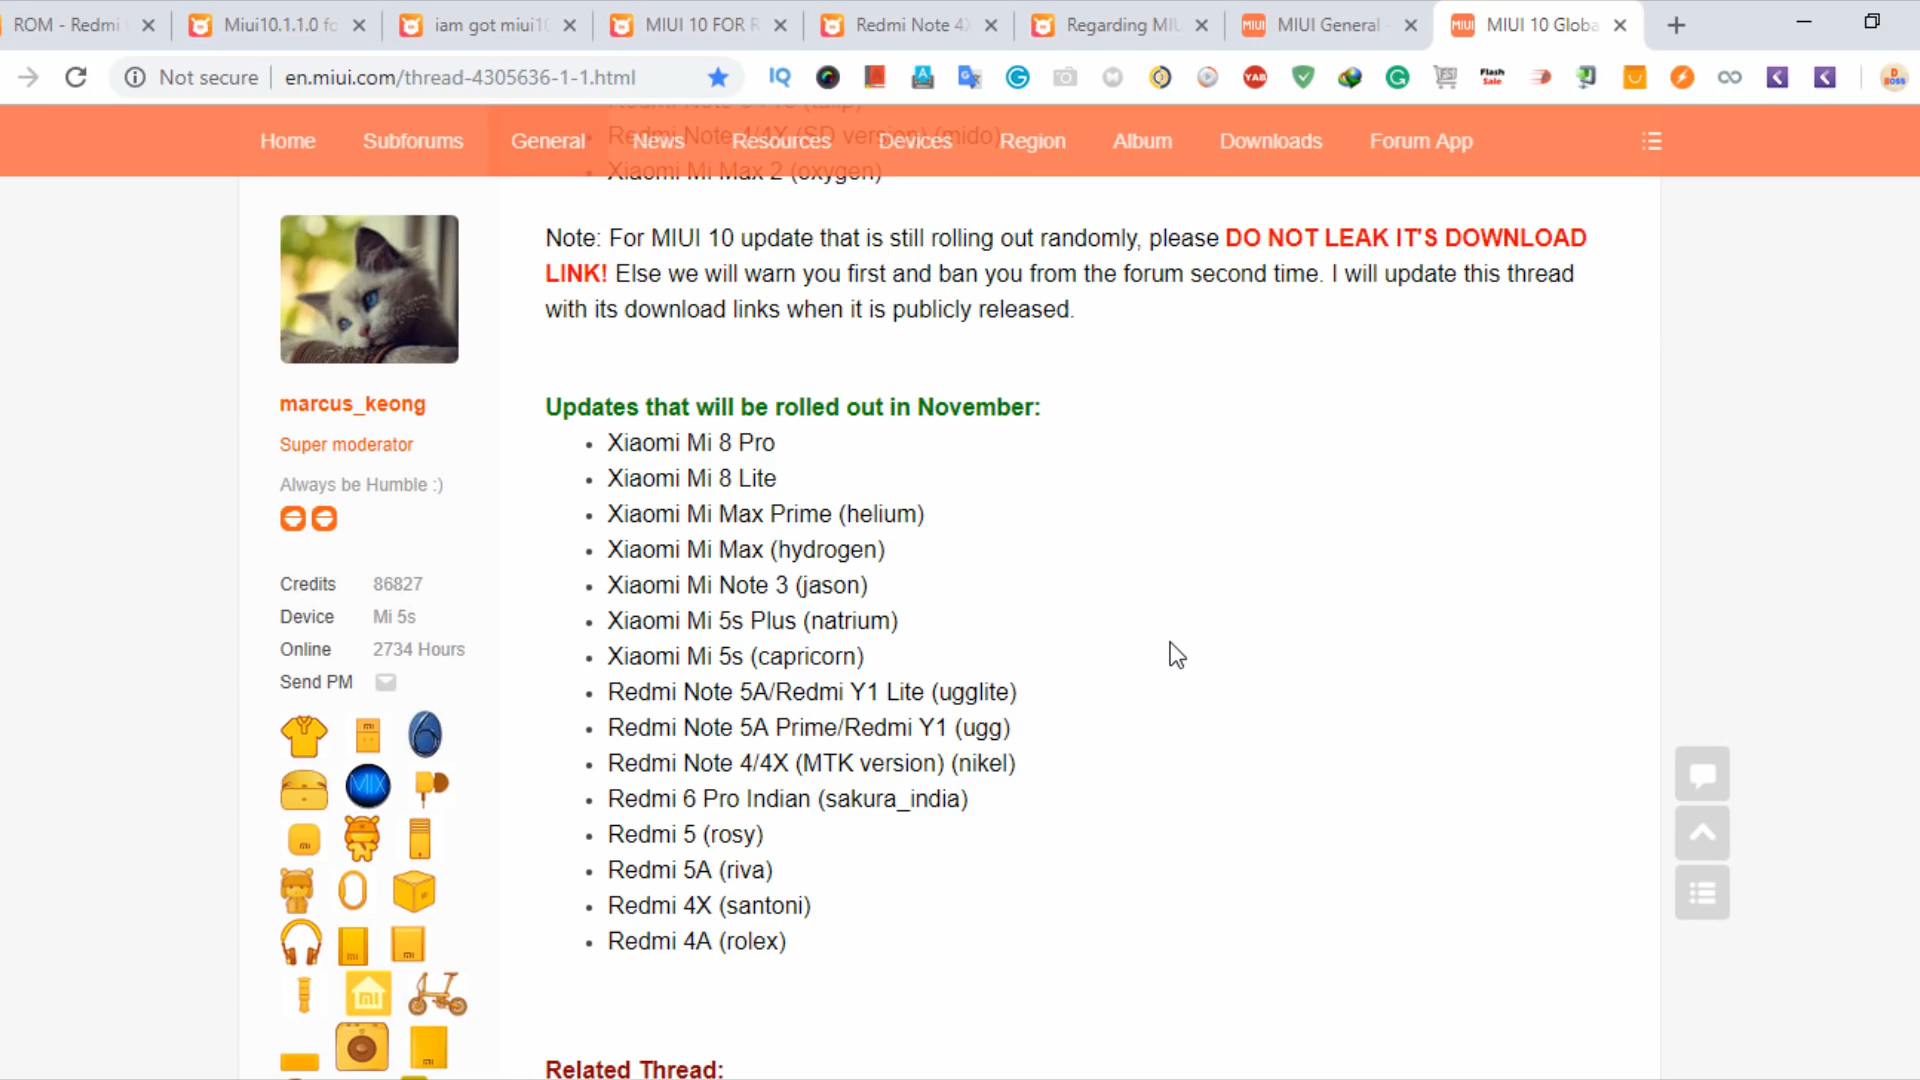 ROM - Redmi
Miui10.1.1.0 fo
iam got miui10
MIUI 10 FOR R
Redmi Note 4X
Regarding MIU
MIUI General -
MIUI 10 Globa
Not secure
en.miui.com/thread-4305636-1-1.html
Home
Subforums
General
News
Resources
Devices
Region
Album
Downloads
Forum App
Redmi Note 4/4X (SD version) (mido)
Xiaomi Mi Max 2 (oxygen)
Note: For MIUI 10 update that is still rolling out randomly, please DO NOT LEAK IT'S DOWNLOAD
LINK! Else we will warn you first and ban you from the forum second time. I will update this thread
with its download links when it is publicly released.
marcus_keong
Super moderator
Always be Humble :)
Credits 86827
Device Mi 5s
Online 2734 Hours
Send PM
Updates that will be rolled out in November:
Xiaomi Mi 8 Pro
Xiaomi Mi 8 Lite
Xiaomi Mi Max Prime (helium)
Xiaomi Mi Max (hydrogen)
Xiaomi Mi Note 3 (jason)
Xiaomi Mi 5s Plus (natrium)
Xiaomi Mi 5s (capricorn)
Redmi Note 5A/Redmi Y1 Lite (ugglite)
Redmi Note 5A Prime/Redmi Y1 (ugg)
Redmi Note 4/4X (MTK version) (nikel)
Redmi 6 Pro Indian (sakura_india)
Redmi 5 (rosy)
Redmi 5A (riva)
Redmi 4X (santoni)
Redmi 4A (rolex)
Related Thread: